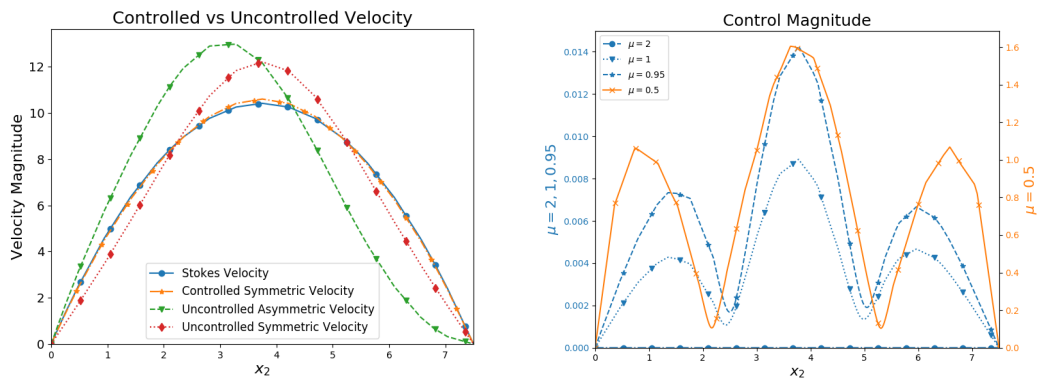 Controlled vs Uncontrolled Velocity
Velocity Magnitude
12
10
8
6
4
2
0
0 1 2 3 4 5 6 7
x₂
Stokes Velocity
Controlled Symmetric Velocity
Uncontrolled Asymmetric Velocity
Uncontrolled Symmetric Velocity
Control Magnitude
μ = 2, 1, 0.95
0.014
0.012
0.010
0.008
0.006
0.004
0.002
0.000
μ = 2
μ = 1
μ = 0.95
μ = 0.5
0 1 2 3 4 5 6 7
x₂
1.6
1.4
1.2
1.0
0.8
0.6
0.4
0.2
0.0
μ = 0.5